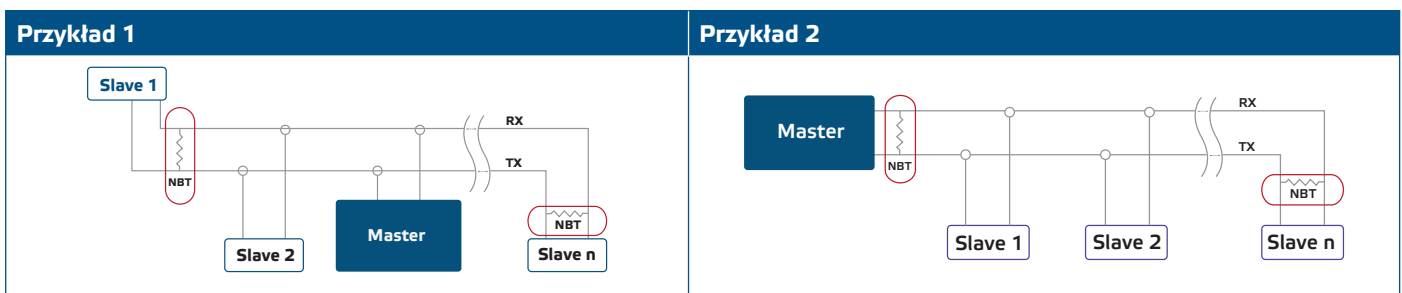 Przykład 1
Slave 1
RX
TX
NBT
NBT
Slave 2
Master
Slave n
Przykład 2
Master
RX
TX
NBT
NBT
Slave 1
Slave 2
Slave n